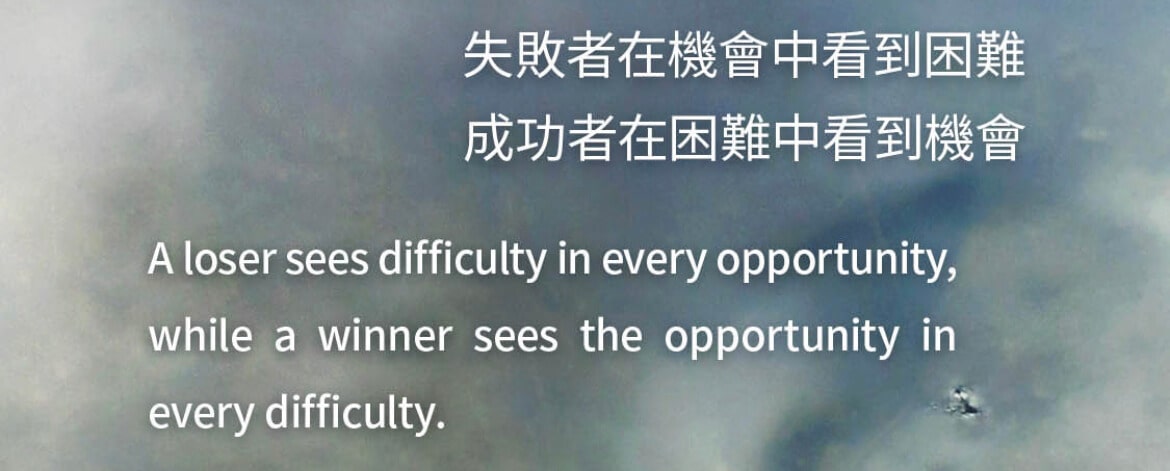 失敗者在機會中看到困難
成功者在困難中看到機會
A loser sees difficulty in every opportunity,
while a winner sees the opportunity in
every difficulty.